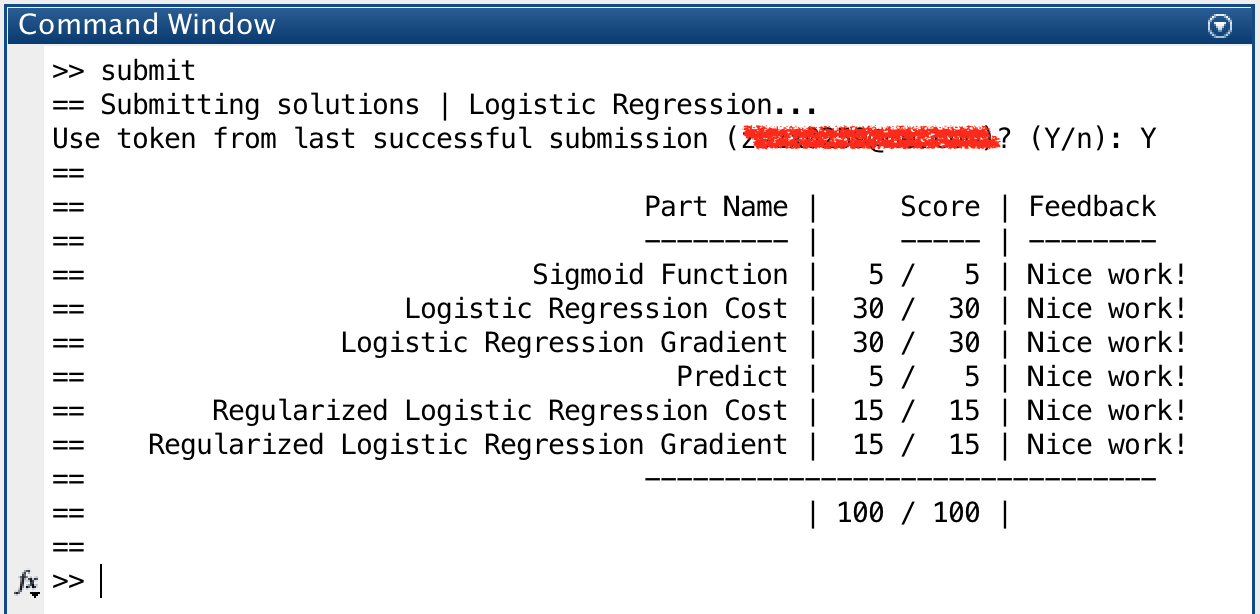 Command Window
>> submit
== Submitting solutions | Logistic Regression...
Use token from last successful submission ( )? (Y/n): Y
==
== Part Name | Score | Feedback
== --------- | ----- | --------
== Sigmoid Function | 5 / 5 | Nice work!
== Logistic Regression Cost | 30 / 30 | Nice work!
== Logistic Regression Gradient | 30 / 30 | Nice work!
== Predict | 5 / 5 | Nice work!
== Regularized Logistic Regression Cost | 15 / 15 | Nice work!
== Regularized Logistic Regression Gradient | 15 / 15 | Nice work!
== --------------------------------
== | 100 / 100 |
==
fx >>